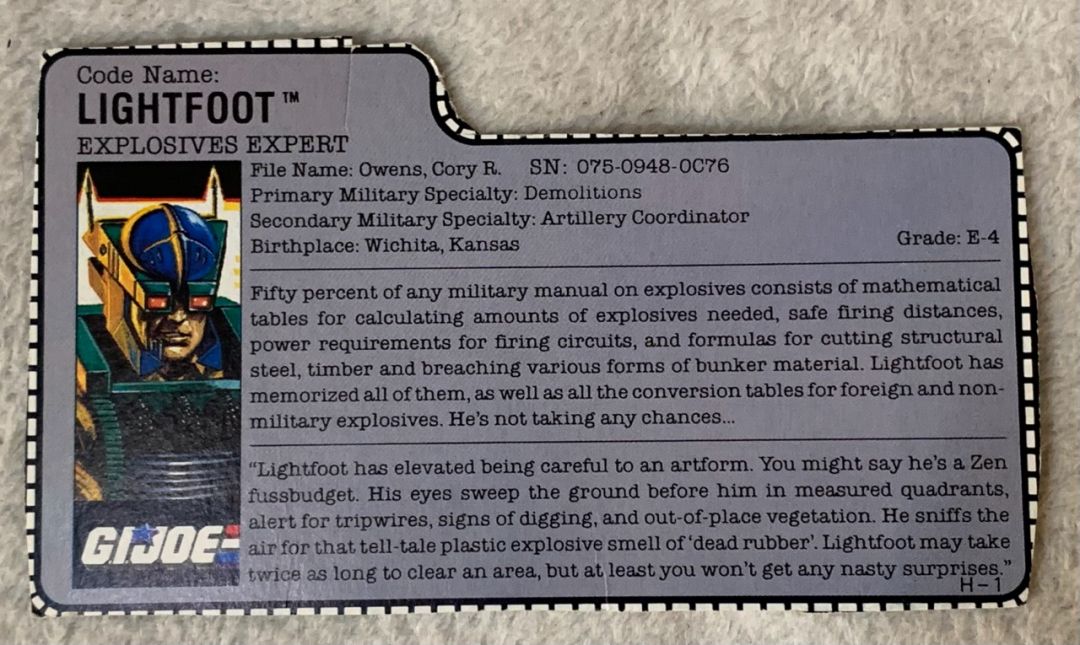 Code Name:
LIGHTFOOT™
EXPLOSIVES EXPERT
File Name: Owens, Cory R. SN: 075-0948-OC76
Primary Military Specialty: Demolitions
Secondary Military Specialty: Artillery Coordinator
Birthplace: Wichita, Kansas Grade: E-4
Fifty percent of any military manual on explosives consists of mathematical
tables for calculating amounts of explosives needed, safe firing distances,
power requirements for firing circuits, and formulas for cutting structural
steel, timber and breaching various forms of bunker material. Lightfoot has
memorized all of them, as well as all the conversion tables for foreign and non-
military explosives. He's not taking any chances...
"Lightfoot has elevated being careful to an artform. You might say he's a Zen
fussbudget. His eyes sweep the ground before him in measured quadrants,
alert for tripwires, signs of digging, and out-of-place vegetation. He sniffs the
air for that tell-tale plastic explosive smell of 'dead rubber'. Lightfoot may take
twice as long to clear an area, but at least you won't get any nasty surprises."
G.I.JOE
H-1